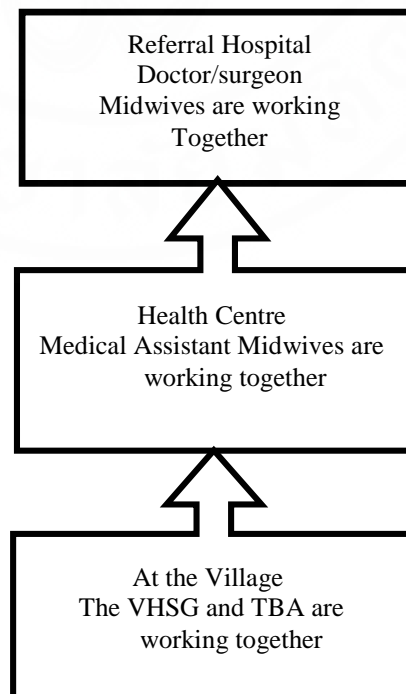 Referral Hospital
Doctor/surgeon
Midwives are working
Together
Health Centre
Medical Assistant Midwives are
working together
At the Village
The VHSG and TBA are
working together